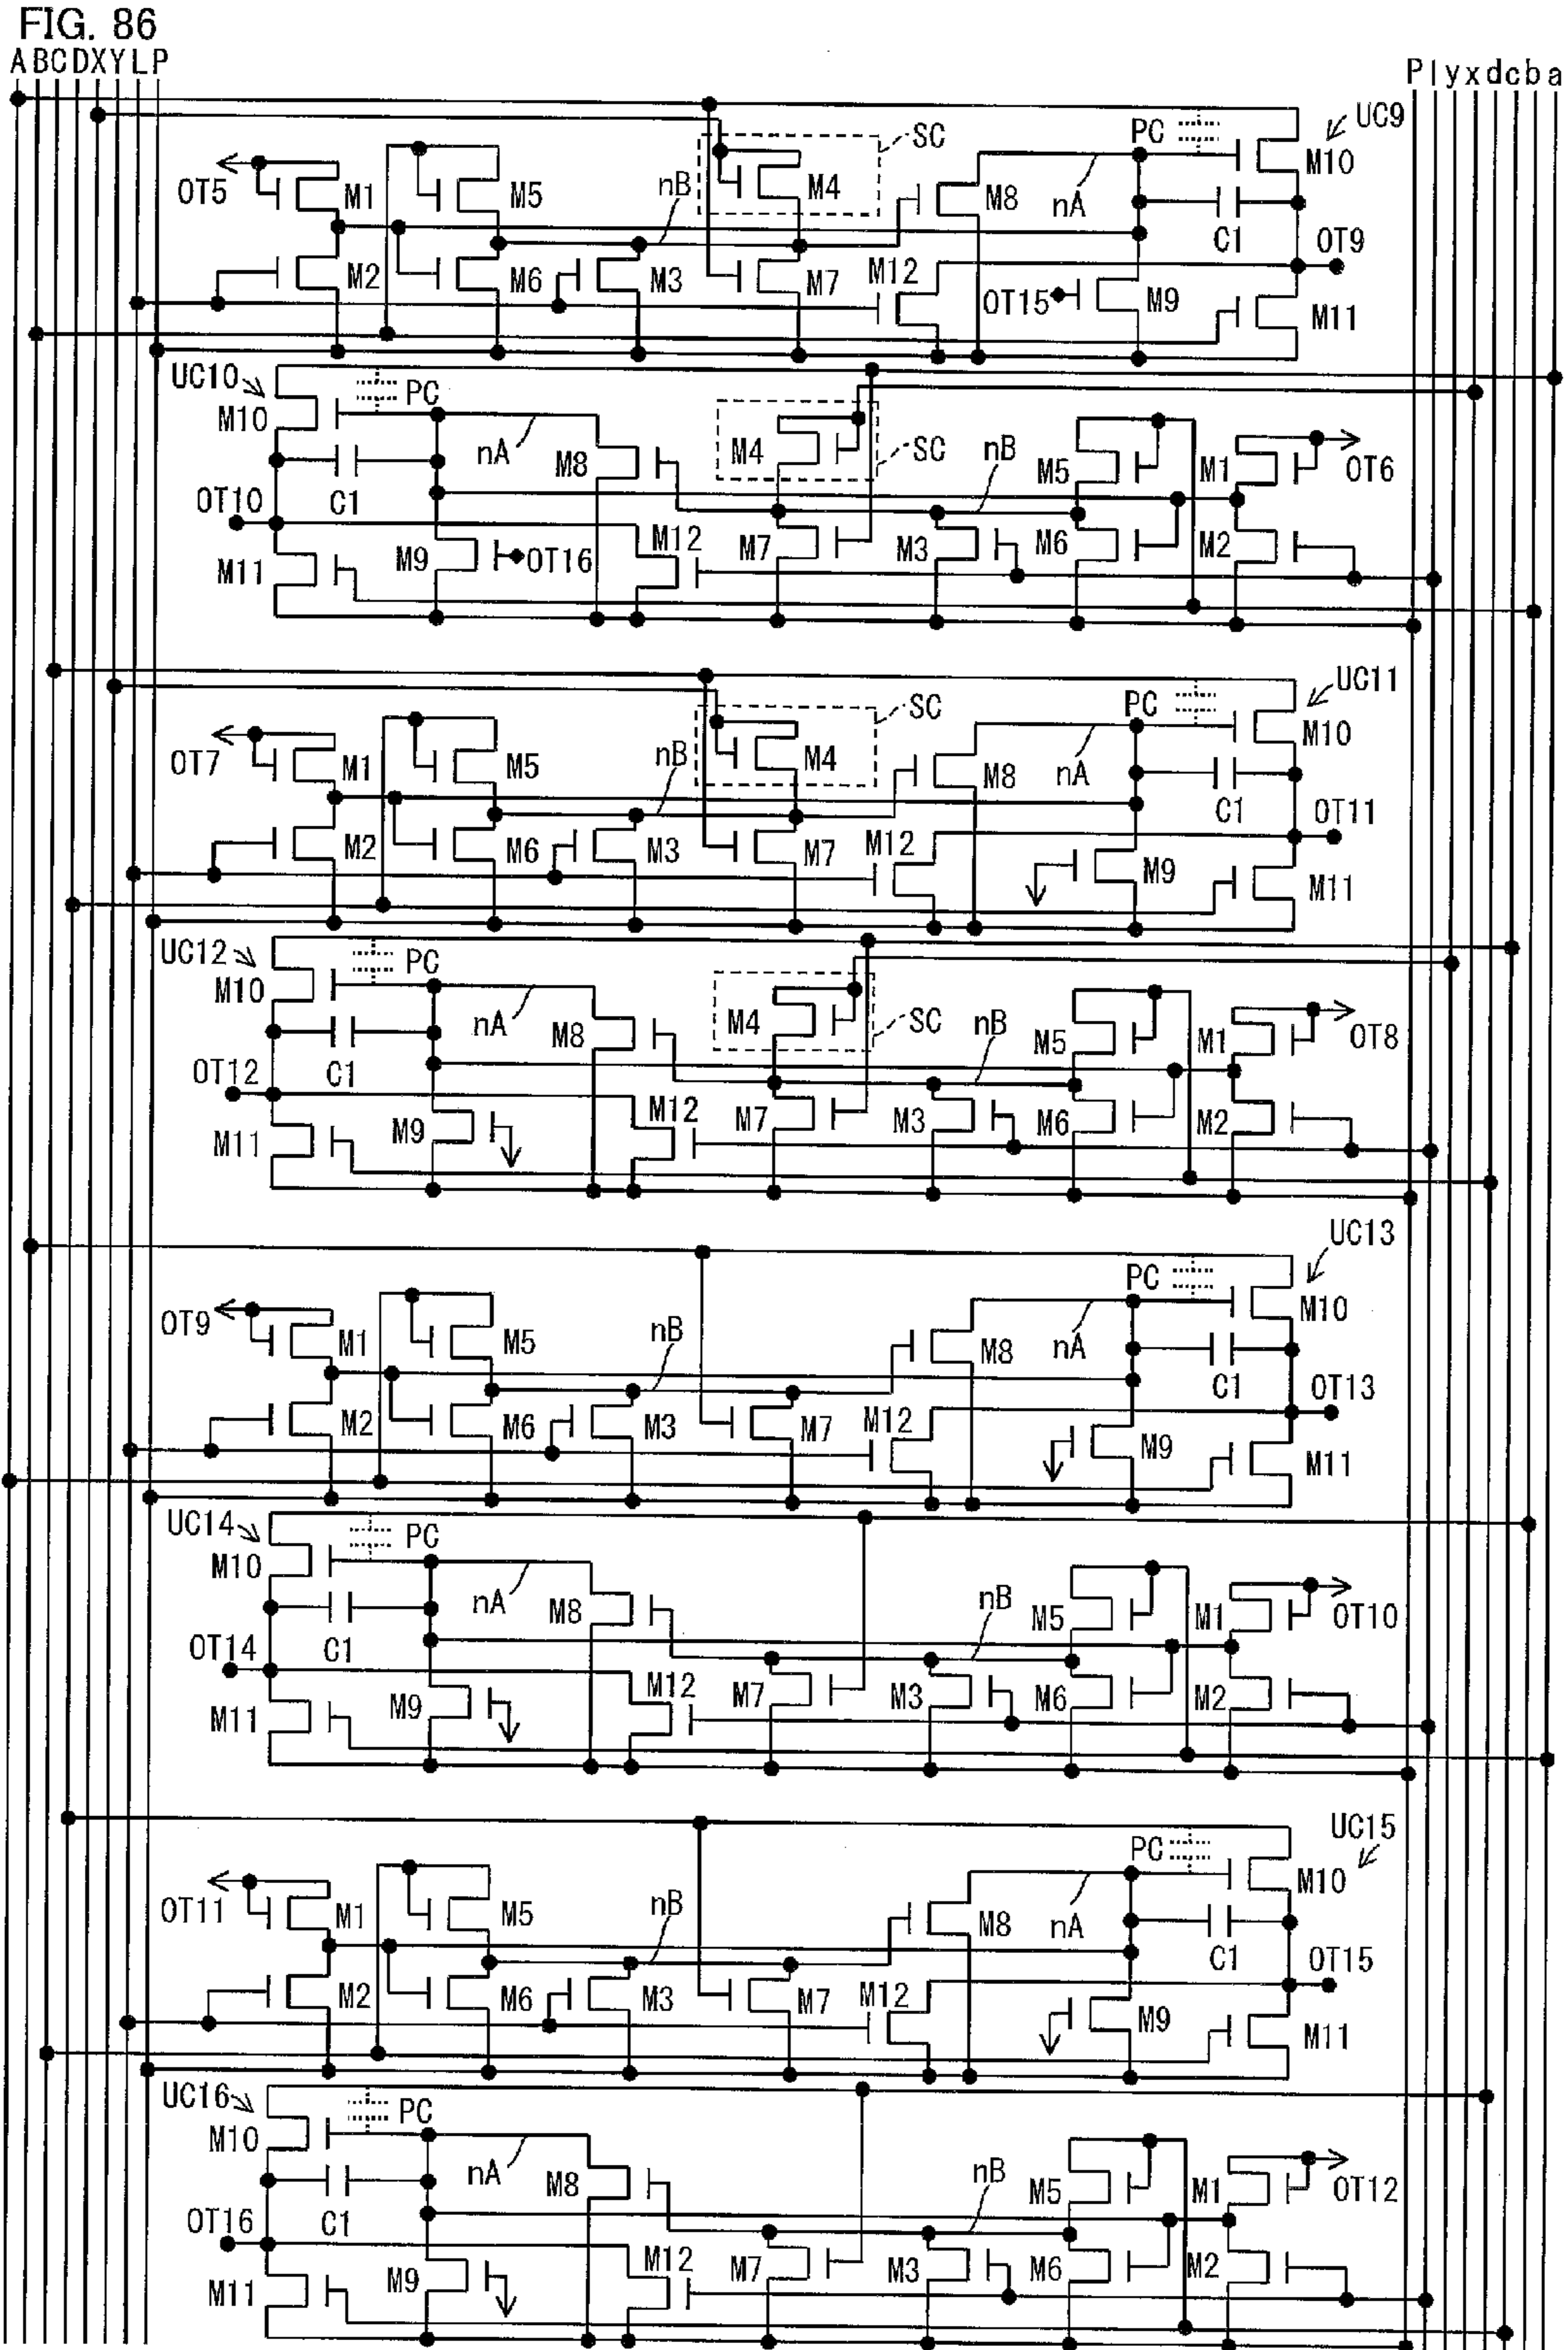 FIG. 86
A B C D X Y L P
P l y x d c b a
UC9
PC
SC
M10
OT5
M1
M5
nB
M4
M8
nA
C1
OT9
M2
M6
M3
M7
M12
OT15
M9
M11
UC10
PC
M10
nA
M8
M4
SC
nB
M5
M1
OT6
OT10
C1
M11
M9
OT16
M12
M7
M3
M6
M2
UC11
PC
SC
M10
OT7
M1
M5
nB
M4
M8
nA
C1
OT11
M2
M6
M3
M7
M12
M9
M11
UC12
PC
M10
nA
M8
M4
SC
nB
M5
M1
OT8
OT12
C1
M11
M9
M12
M7
M3
M6
M2
UC13
PC
M10
OT9
M1
M5
nB
M8
nA
C1
OT13
M2
M6
M3
M7
M12
M9
M11
UC14
PC
M10
nA
M8
nB
M5
M1
OT10
OT14
C1
M11
M9
M12
M7
M3
M6
M2
UC15
PC
M10
OT11
M1
M5
nB
M8
nA
C1
OT15
M2
M6
M3
M7
M12
M9
M11
UC16
PC
M10
nA
M8
nB
M5
M1
OT12
OT16
C1
M11
M9
M12
M7
M3
M6
M2